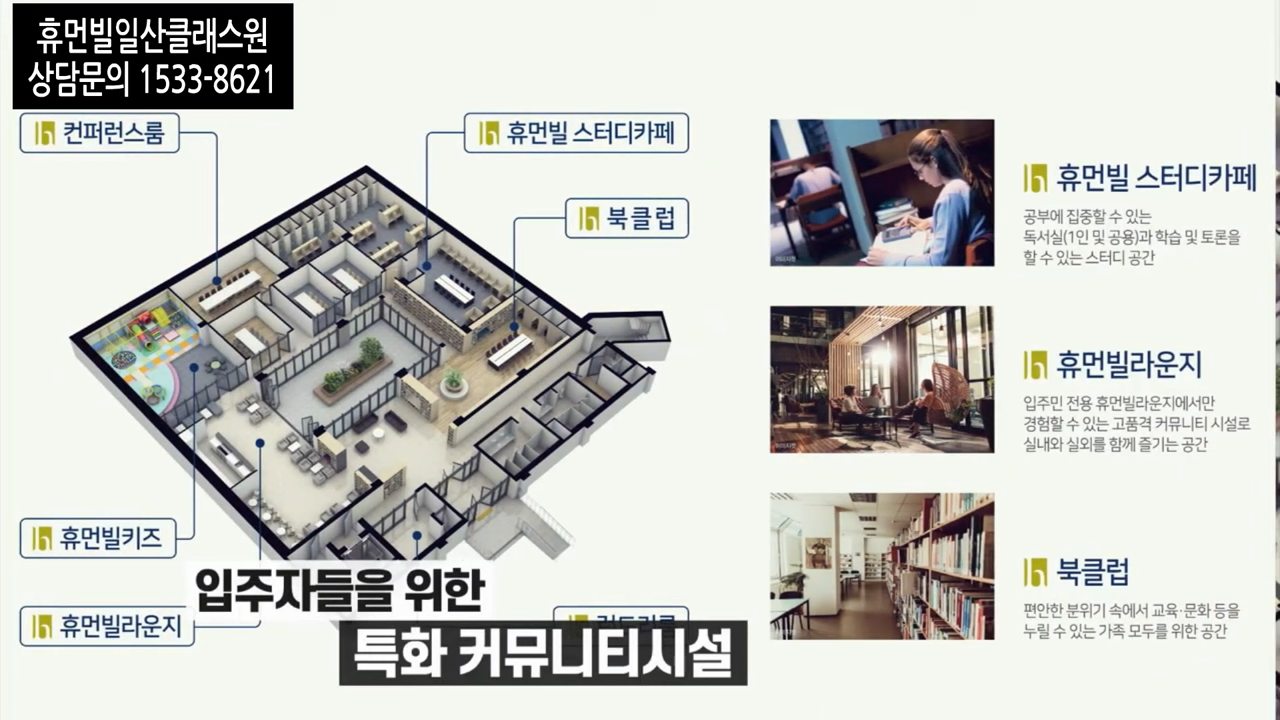 휴먼빌일산클래스원
상담문의 1533-8621
컨퍼런스룸
휴먼빌 스터디카페
북클럽
휴먼빌키즈
휴먼빌라운지
입주자들을 위한
특화 커뮤니티시설
휴먼빌 스터디카페
공부에 집중할 수 있는
독서실(1인 및 공용)과 학습 및 토론을
할 수 있는 스터디 공간
휴먼빌라운지
입주민 전용 휴먼빌라운지에서만
경험할 수 있는 고품격 커뮤니티 시설로
실내와 실외를 함께 즐기는 공간
북클럽
편안한 분위기 속에서 교육·문화 등을
누릴 수 있는 가족 모두를 위한 공간